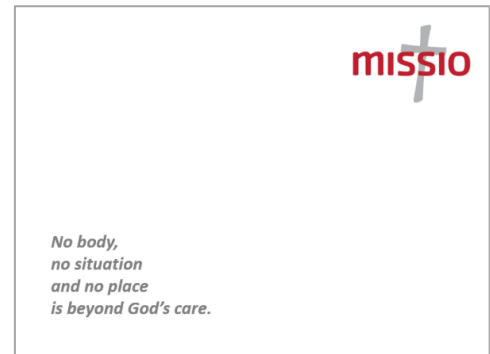 missio
No body,
no situation
and no place
is beyond God’s care.